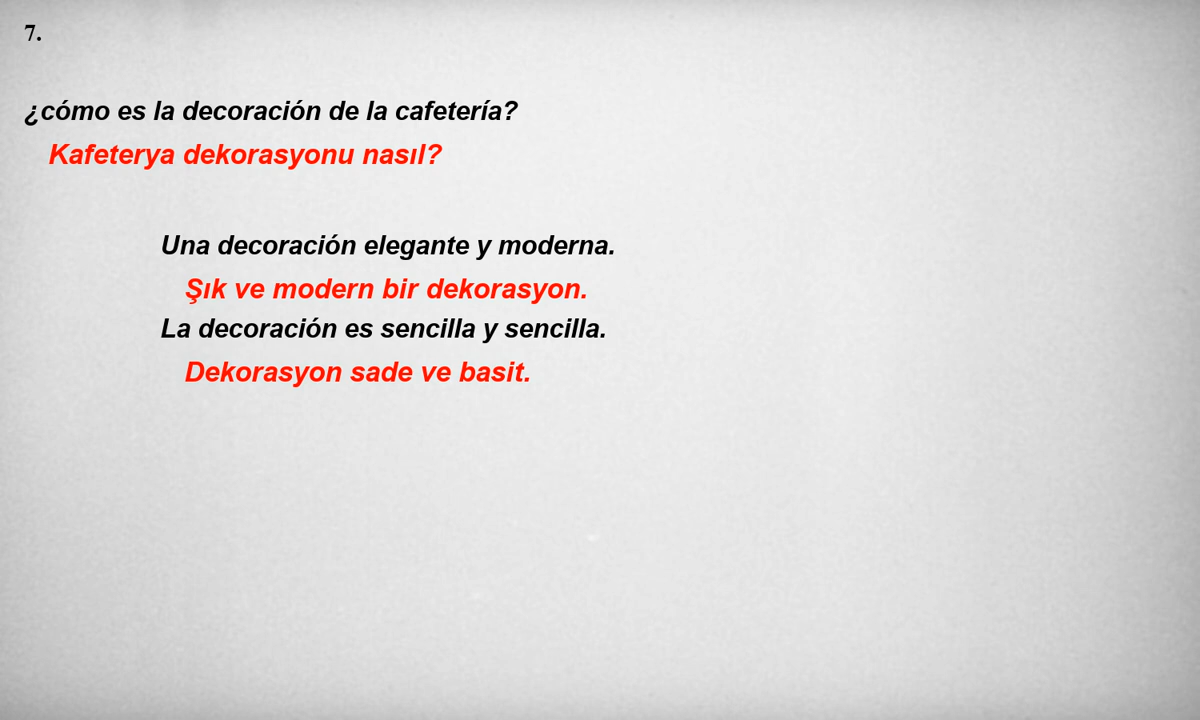 7.
¿cómo es la decoración de la cafetería?
Kafeterya dekorasyonu nasıl?
Una decoración elegante y moderna.
Şık ve modern bir dekorasyon.
La decoración es sencilla y sencilla.
Dekorasyon sade ve basit.